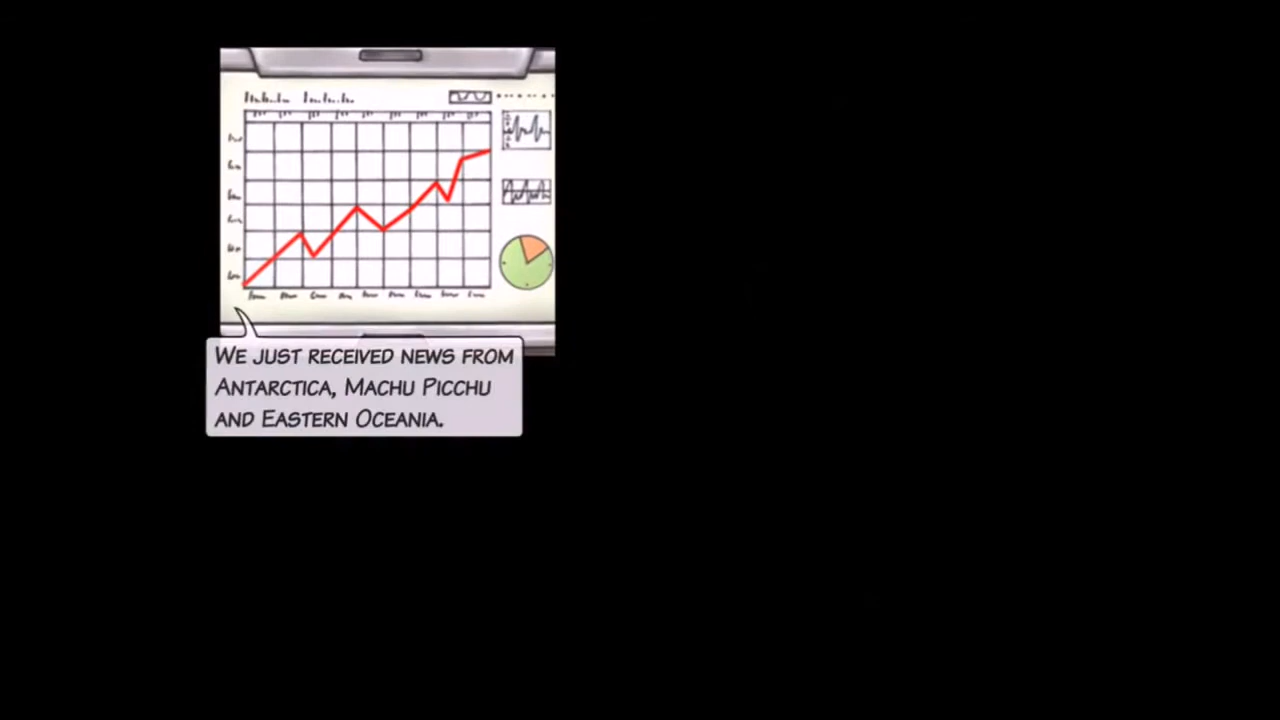 We just received news from
Antarctica, Machu Picchu
and Eastern Oceania.